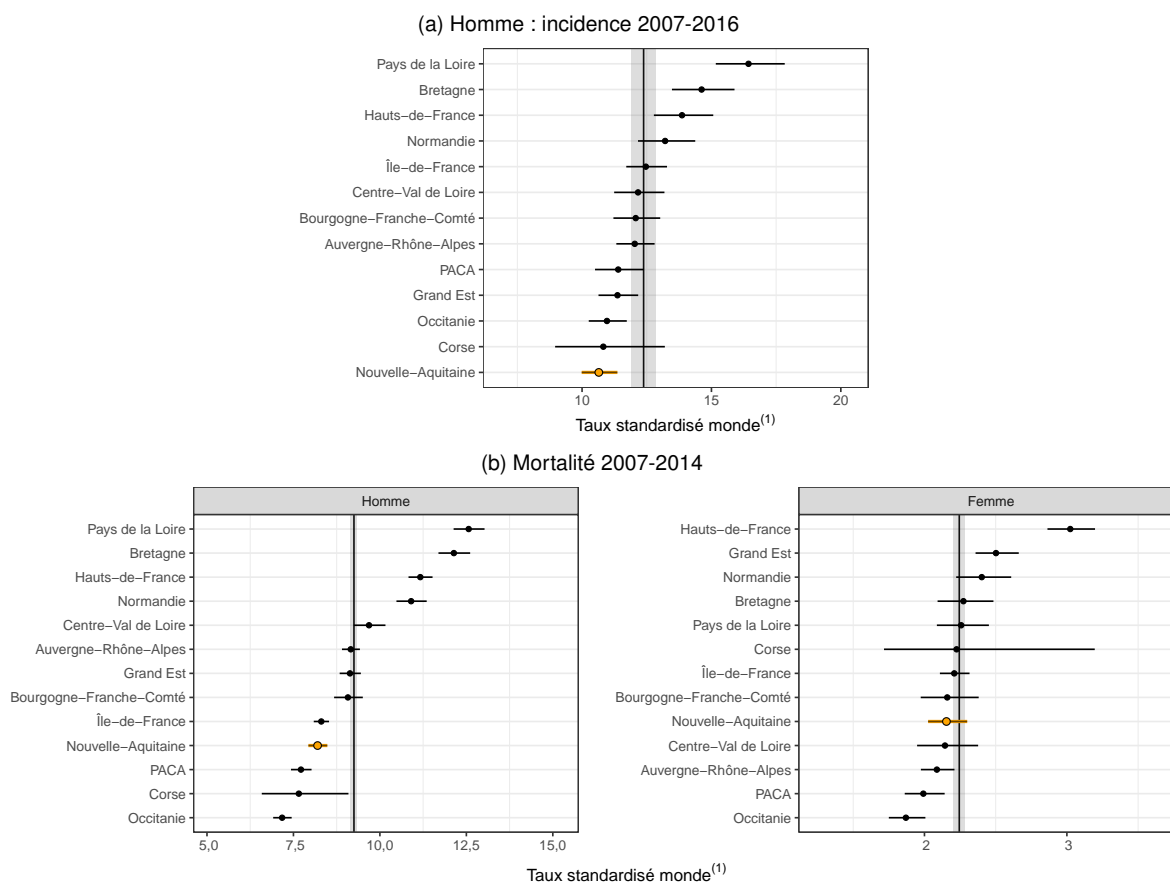 (a) Homme : incidence 2007-2016
Pays de la Loire
Bretagne
Hauts−de−France
Normandie
Île−de−France
Centre−Val de Loire
Bourgogne−Franche−Comté
Auvergne−Rhône−Alpes
PACA
Grand Est
Occitanie
Corse
Nouvelle−Aquitaine
10 15 20
Taux standardisé monde(1)
(b) Mortalité 2007-2014
Homme
Pays de la Loire
Bretagne
Hauts−de−France
Normandie
Centre−Val de Loire
Auvergne−Rhône−Alpes
Grand Est
Bourgogne−Franche−Comté
Île−de−France
Nouvelle−Aquitaine
PACA
Corse
Occitanie
5,0 7,5 10,0 12,5 15,0
Femme
Hauts−de−France
Grand Est
Normandie
Bretagne
Pays de la Loire
Corse
Île−de−France
Bourgogne−Franche−Comté
Nouvelle−Aquitaine
Centre−Val de Loire
Auvergne−Rhône−Alpes
PACA
Occitanie
2 3
Taux standardisé monde(1)